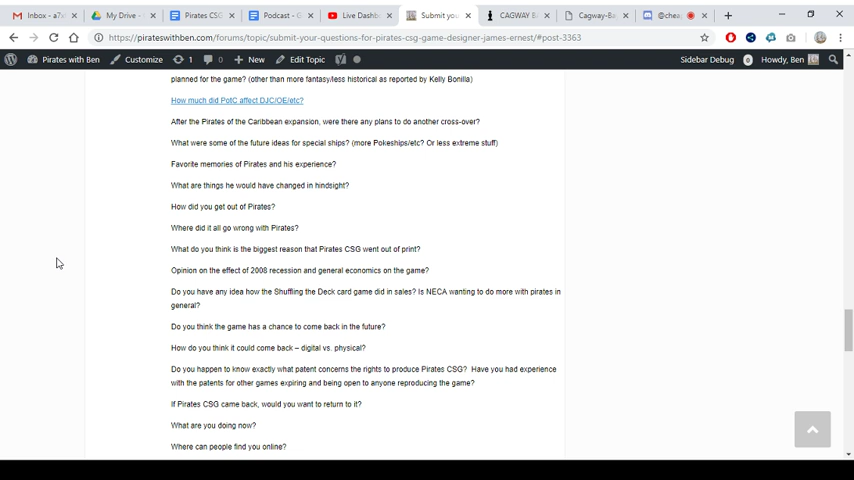 Inbox - a7x
My Drive -
Pirates CSG
Podcast - G
Live Dashb
Submit you
CAGWAY B
Cagway-Bay
@cheap
https://pirateswithben.com/forums/topic/submit-your-questions-for-pirates-csg-game-designer-james-ernest/#post-3363
Pirates with Ben Customize 1 0 New Edit Topic Sidebar Debug 0 Howdy, Ben
planned for the game? (other than more fantasy/less historical as reported by Kelly Bonilla)
How much did PotC affect DJC/OE/etc?
After the Pirates of the Caribbean expansion, were there any plans to do another cross-over?
What were some of the future ideas for special ships? (more Pokeships/etc? Or less extreme stuff)
Favorite memories of Pirates and his experience?
What are things he would have changed in hindsight?
How did you get out of Pirates?
Where did it all go wrong with Pirates?
What do you think is the biggest reason that Pirates CSG went out of print?
Opinion on the effect of 2008 recession and general economics on the game?
Do you have any idea how the Shuffling the Deck card game did in sales? Is NECA wanting to do more with pirates in
general?
Do you think the game has a chance to come back in the future?
How do you think it could come back – digital vs. physical?
Do you happen to know exactly what patent concerns the rights to produce Pirates CSG? Have you had experience
with the patents for other games expiring and being open to anyone reproducing the game?
If Pirates CSG came back, would you want to return to it?
What are you doing now?
Where can people find you online?